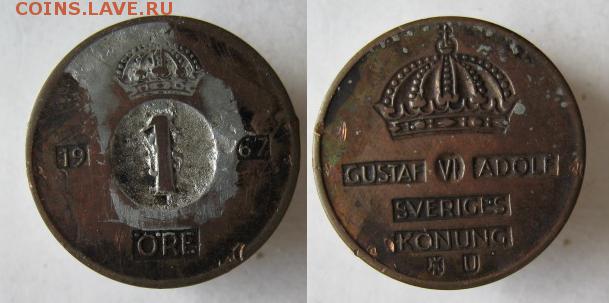 COINS.LAVE.RU
19 1 67
ÖRE
GUSTAF VI ADOLF
SVERIGES
KONUNG
U